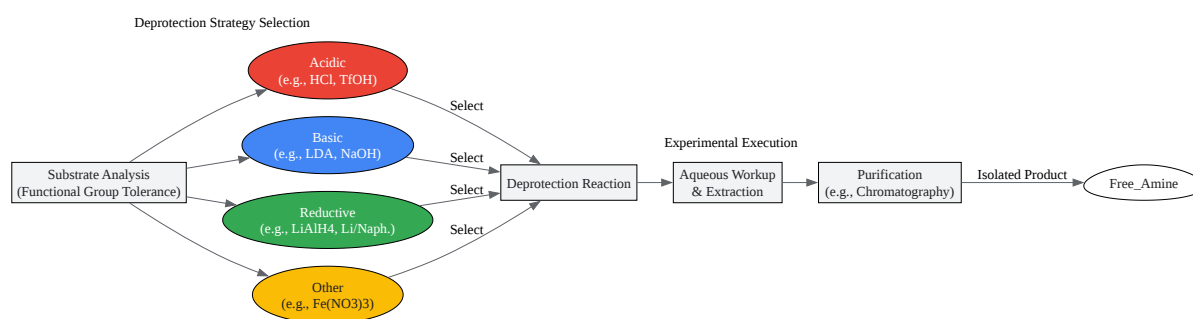 Deprotection Strategy Selection
Acidic
(e.g., HCl, TfOH)
Select
Basic
(e.g., LDA, NaOH)
Select
Experimental Execution
Substrate Analysis
(Functional Group Tolerance)
Deprotection Reaction
Aqueous Workup
& Extraction
Purification
(e.g., Chromatography)
Isolated Product
Free_Amine
Select
Reductive
(e.g., LiAlH4, Li/Naph.)
Select
Other
(e.g., Fe(NO3)3)